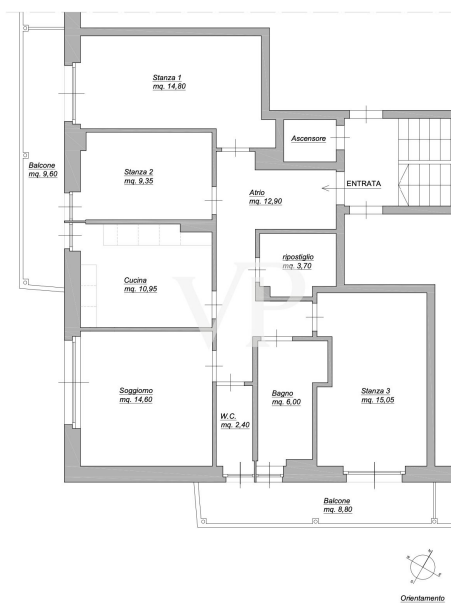 Stanza 1
mq. 14,80
Ascensore
Balcone
mq. 9,60
Stanza 2
mq. 9,35
ENTRATA
Atrio
mq. 12,90
ripostiglio
mq. 3,70
Cucina
mq. 10,95
VP
Soggiorno
mq. 14,60
Bagno
mq. 6,00
Stanza 3
mq. 15,05
W.C.
mq. 2,40
Balcone
mq. 8,80
Orientamento